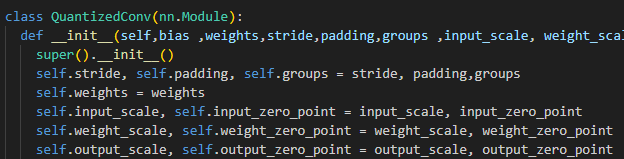 class QuantizedConv(nn.Module):
def __init__(self,bias ,weights,stride,padding,groups ,input_scale,
super().__init__()
self.stride, self.padding, self.groups = stride, padding,groups
self.weights = weights
self.input_scale, self.input_zero_point = input_scale, input_zero_point
self.weight_scale, self.weight_zero_point = weight_scale, weight_zero_point
self.output_scale, self.output_zero_point = output_scale, output_zero_point